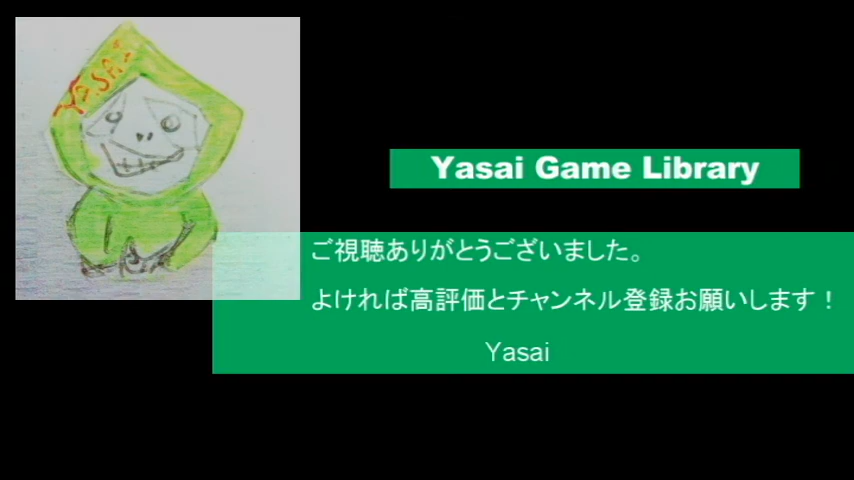 YASAI
Yasai Game Library
ご視聴ありがとうございました。
よければ高評価とチャンネル登録お願いします！
Yasai